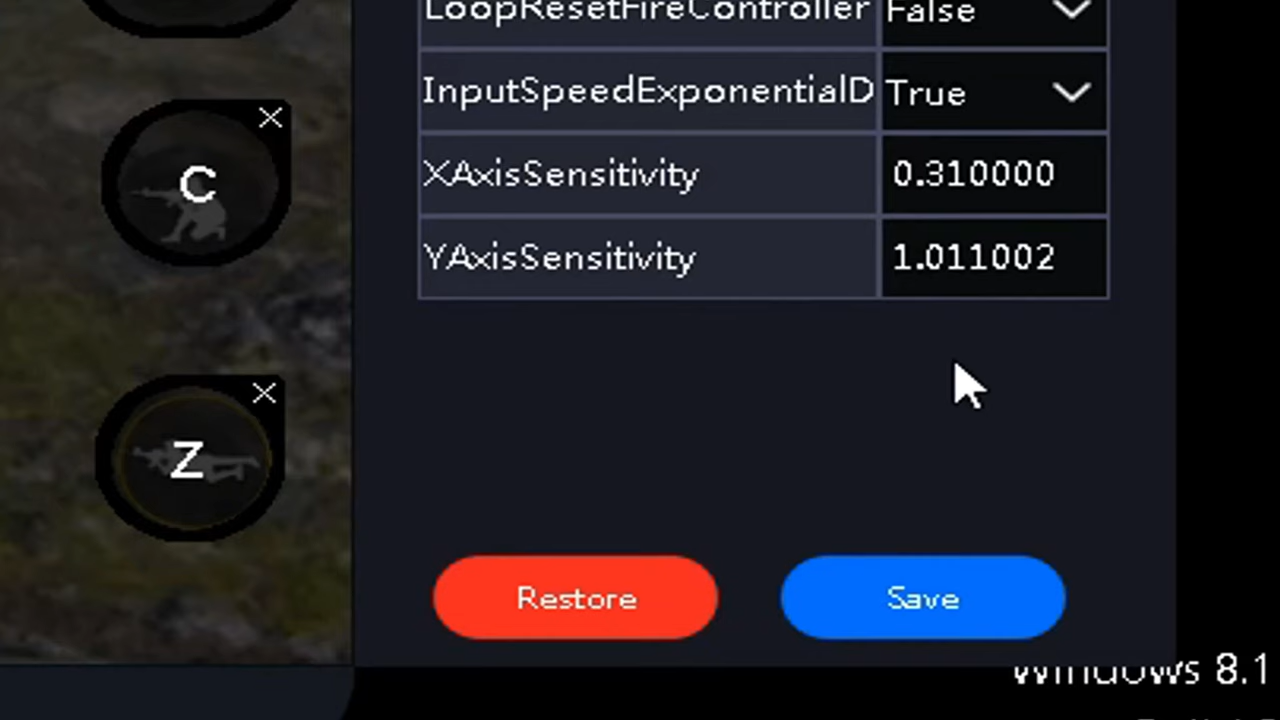 LoopResetFireController False
InputSpeedExponentialD True
C
XAxisSensitivity 0.310000
YAxisSensitivity 1.011002
Z
Restore Save
Windows 8.1